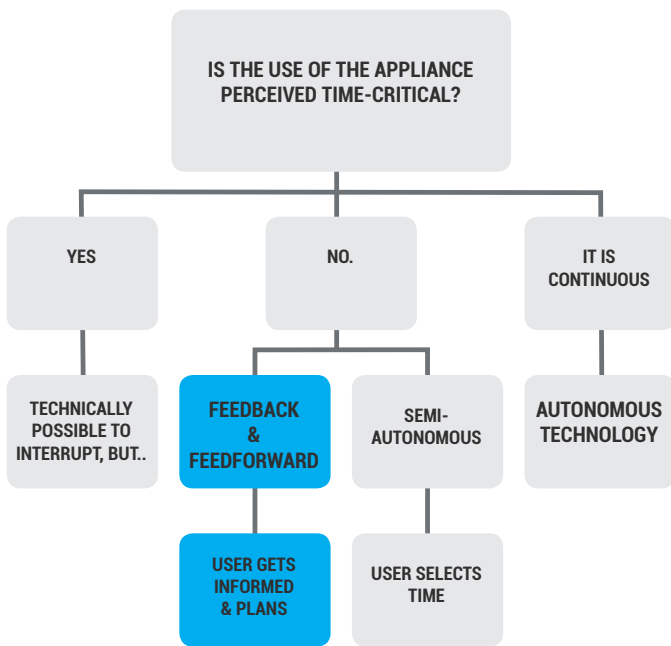 IS THE USE OF THE APPLIANCE
PERCEIVED TIME-CRITICAL?
YES
NO.
IT IS
CONTINUOUS
TECHNICALLY
POSSIBLE TO
INTERRUPT, BUT..
FEEDBACK
&
FEEDFORWARD
SEMI-
AUTONOMOUS
AUTONOMOUS
TECHNOLOGY
USER GETS
INFORMED
& PLANS
USER SELECTS
TIME